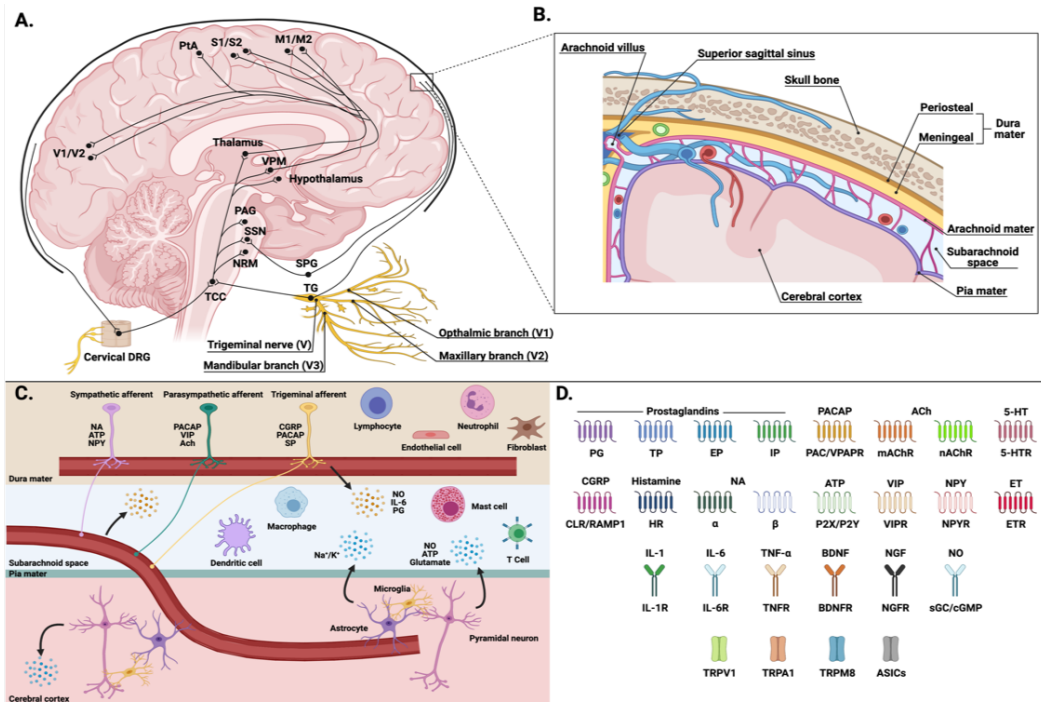 A.
PtA
S1/S2
M1/M2
V1/V2
Thalamus
VPM
Hypothalamus
PAG
SSN
NRM
SPG
TCC
TG
Cervical DRG
Trigeminal nerve (V)
Mandibular branch (V3)
Opthalmic branch (V1)
Maxillary branch (V2)
B.
Arachnoid villus
Superior sagittal sinus
Skull bone
Periosteal
Meningeal
Dura
mater
Arachnoid mater
Subarachnoid
space
Pia mater
Cerebral cortex
C.
Sympathetic afferent
Parasympathetic afferent
Trigeminal afferent
NA
ATP
NPY
PACAP
VIP
Ach
CGRP
PACAP
SP
Lymphocyte
Neutrophil
Endothelial cell
Fibroblast
Dura mater
NO
IL-6
PG
Mast cell
Macrophage
Dendritic cell
Na⁺/K⁺
NO
ATP
Glutamate
T Cell
Subarachnoid space
Pia mater
Microglia
Astrocyte
Pyramidal neuron
Cerebral cortex
D.
Prostaglandins
PACAP
ACh
5-HT
PG
TP
EP
IP
PAC/VPAPR
mAChR
nAChR
5-HTR
CGRP
Histamine
NA
ATP
VIP
NPY
ET
CLR/RAMP1
HR
α
β
P2X/P2Y
VIPR
NPYR
ETR
IL-1
IL-6
TNF-α
BDNF
NGF
NO
IL-1R
IL-6R
TNFR
BDNFR
NGFR
sGC/cGMP
TRPV1
TRPA1
TRPM8
ASICs